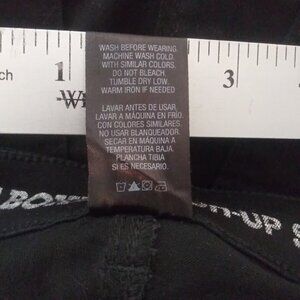 WASH BEFORE WEARING.
MACHINE WASH COLD.
WITH SIMILAR COLORS.
DO NOT BLEACH.
TUMBLE DRY LOW.
WARM IRON IF NEEDED
LAVAR ANTES DE USAR.
LAVAR A MÁQUINA EN FRÍO.
CON COLORES SIMILARES.
NO USAR BLANQUEADOR.
SECAR EN MÁQUINA A
TEMPERATURA BAJA.
PLANCHA TIBIA
SI ES NECESARIO.
1 3